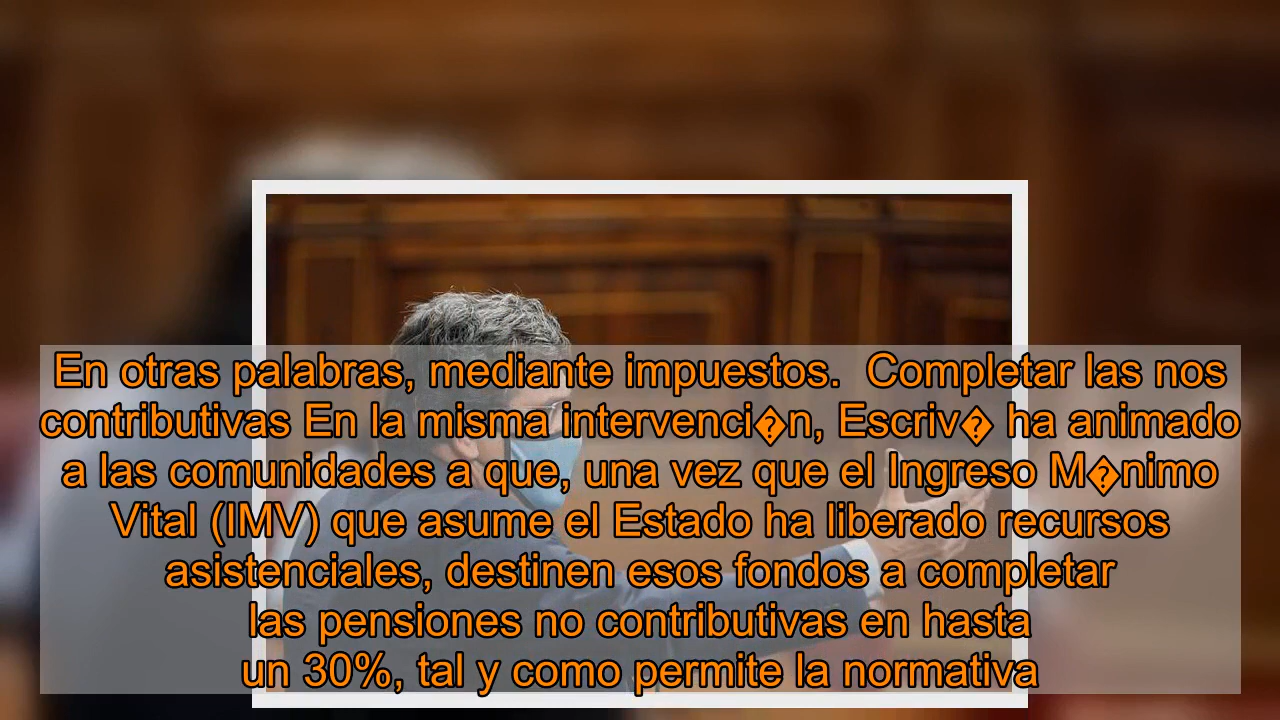 En otras palabras, mediante impuestos.  Completar las nos
contributivas En la misma intervenci�n, Escriv� ha animado
a las comunidades a que, una vez que el Ingreso M�nimo
Vital (IMV) que asume el Estado ha liberado recursos
asistenciales, destinen esos fondos a completar
las pensiones no contributivas en hasta
un 30%, tal y como permite la normativa